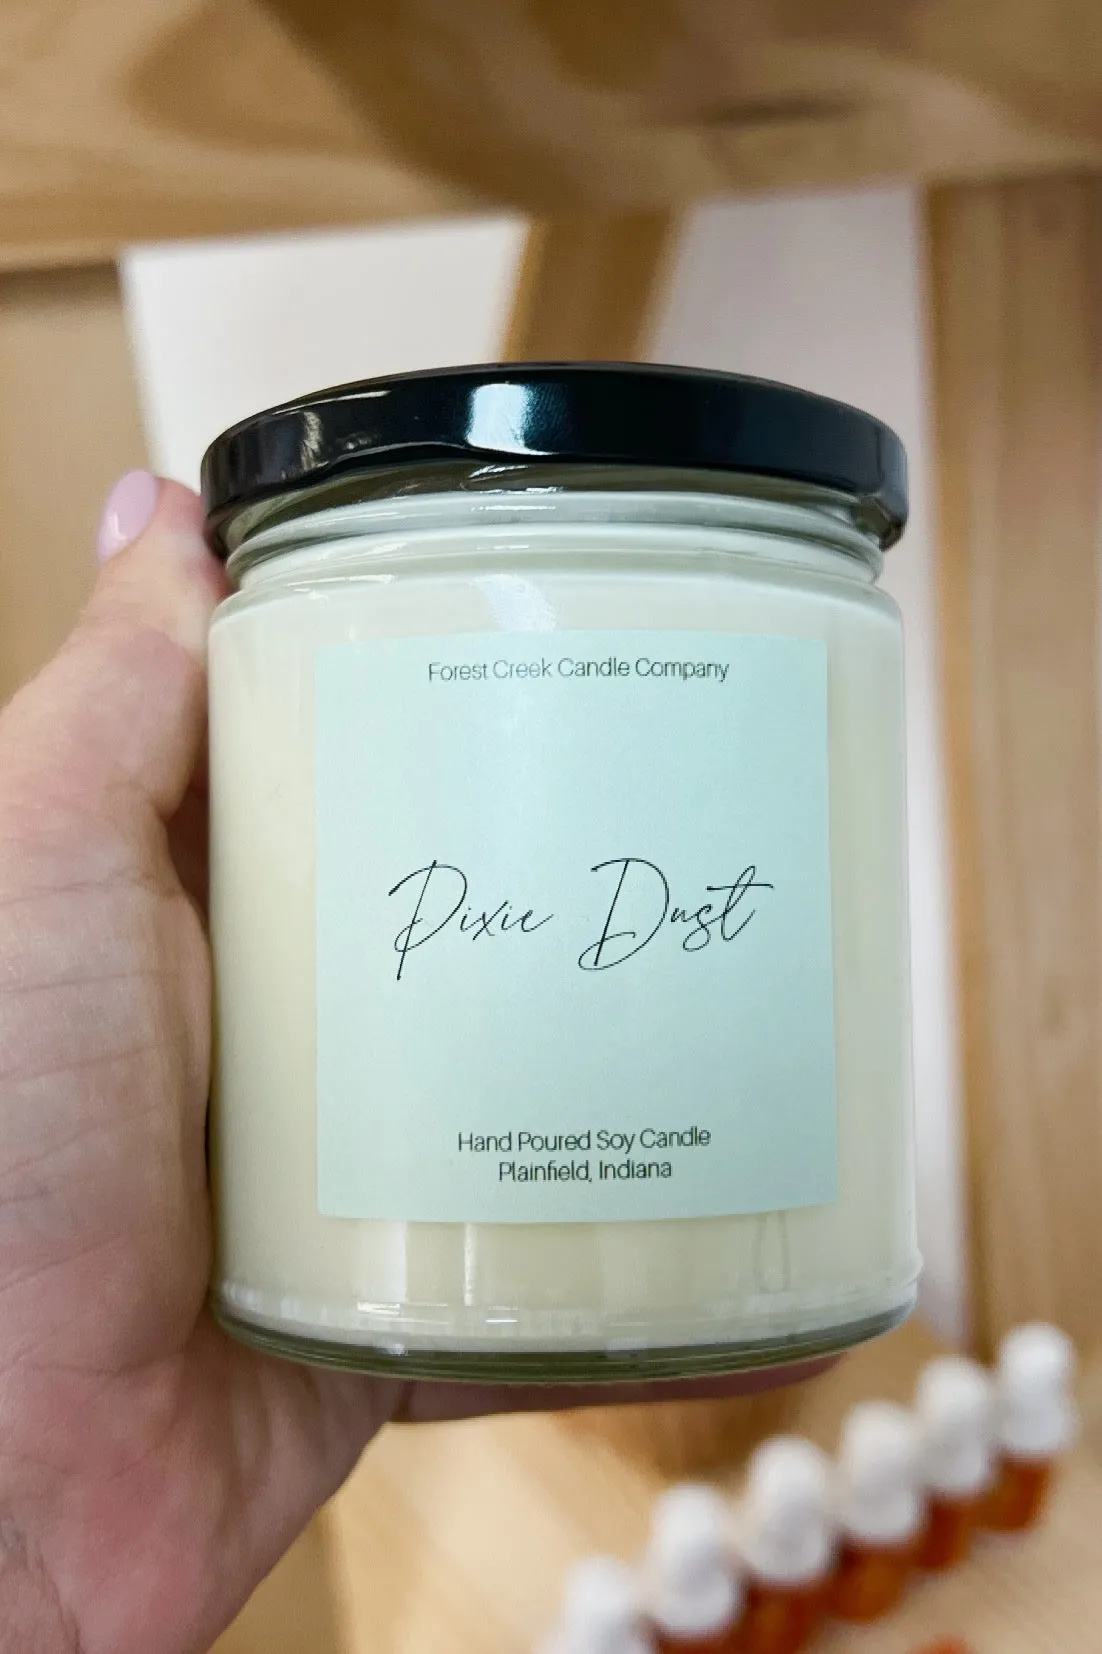 Forest Creek Candle Company
Pixie Dust
Hand Poured Soy Candle
Plainfield, Indiana